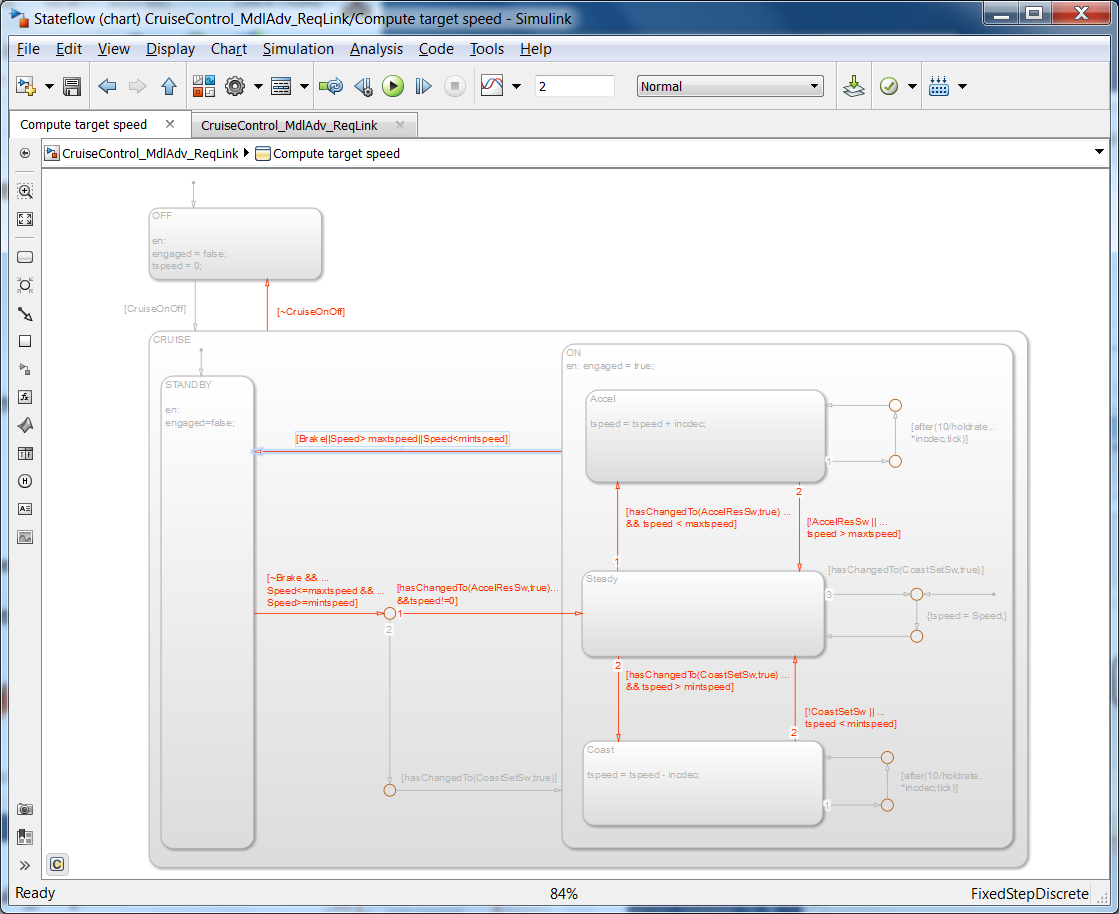 Stateflow (chart) CruiseControl_MdlAdv_ReqLink/Compute target speed - Simulink
File Edit View Display Chart Simulation Analysis Code Tools Help
2
Normal
Compute target speed
CruiseControl_MdlAdv_ReqLink
CruiseControl_MdlAdv_ReqLink
Compute target speed
OFF
en:
engaged = false;
tspeed = 0;
[CruiseOnOff]
[~CruiseOnOff]
CRUISE
STANDBY
en:
engaged=false;
ON
en: engaged = true;
[Brake||Speed> maxtspeed||Speed<mintspeed]
Accel
tspeed = tspeed + incdec;
1
[after(10/holdrate...
*incdec,tick)]
2
[hasChangedTo(AccelResSw,true) ...
&& tspeed < maxtspeed]
1
[!AccelResSw || ...
tspeed > maxtspeed]
[~Brake && ...
Speed<=maxtspeed && ...
Speed>=mintspeed]
[hasChangedTo(AccelResSw,true)...
&&tspeed!=0]
1
2
Steady
[hasChangedTo(CoastSetSw,true)]
3
{tspeed = Speed;}
2
[hasChangedTo(CoastSetSw,true) ...
&& tspeed > mintspeed]
[!CoastSetSw || ...
tspeed < mintspeed]
2
[hasChangedTo(CoastSetSw,true)]
Coast
tspeed = tspeed - incdec;
1
[after(10/holdrate...
*incdec,tick)]
C
Ready
84%
FixedStepDiscrete